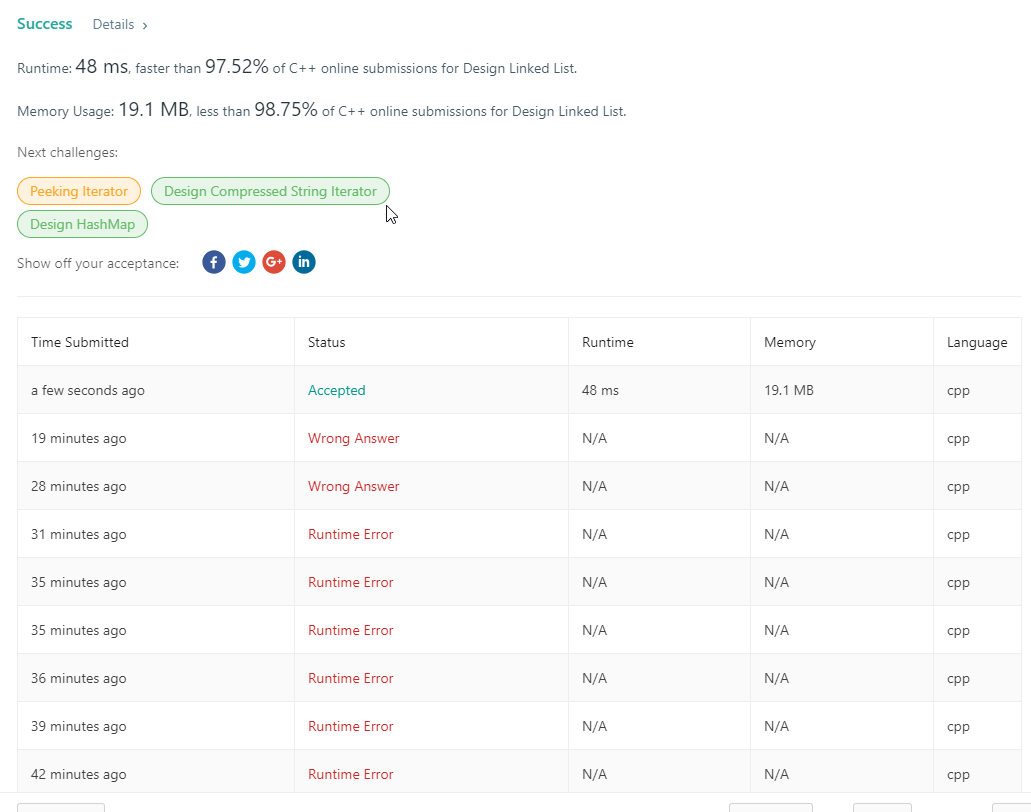 Success Details >
Runtime: 48 ms, faster than 97.52% of C++ online submissions for Design Linked List.
Memory Usage: 19.1 MB, less than 98.75% of C++ online submissions for Design Linked List.
Next challenges:
Peeking Iterator Design Compressed String Iterator
Design HashMap
Show off your acceptance: f G+ in
Time Submitted Status Runtime Memory Language
a few seconds ago Accepted 48 ms 19.1 MB cpp
19 minutes ago Wrong Answer N/A N/A cpp
28 minutes ago Wrong Answer N/A N/A cpp
31 minutes ago Runtime Error N/A N/A cpp
35 minutes ago Runtime Error N/A N/A cpp
35 minutes ago Runtime Error N/A N/A cpp
36 minutes ago Runtime Error N/A N/A cpp
39 minutes ago Runtime Error N/A N/A cpp
42 minutes ago Runtime Error N/A N/A cpp